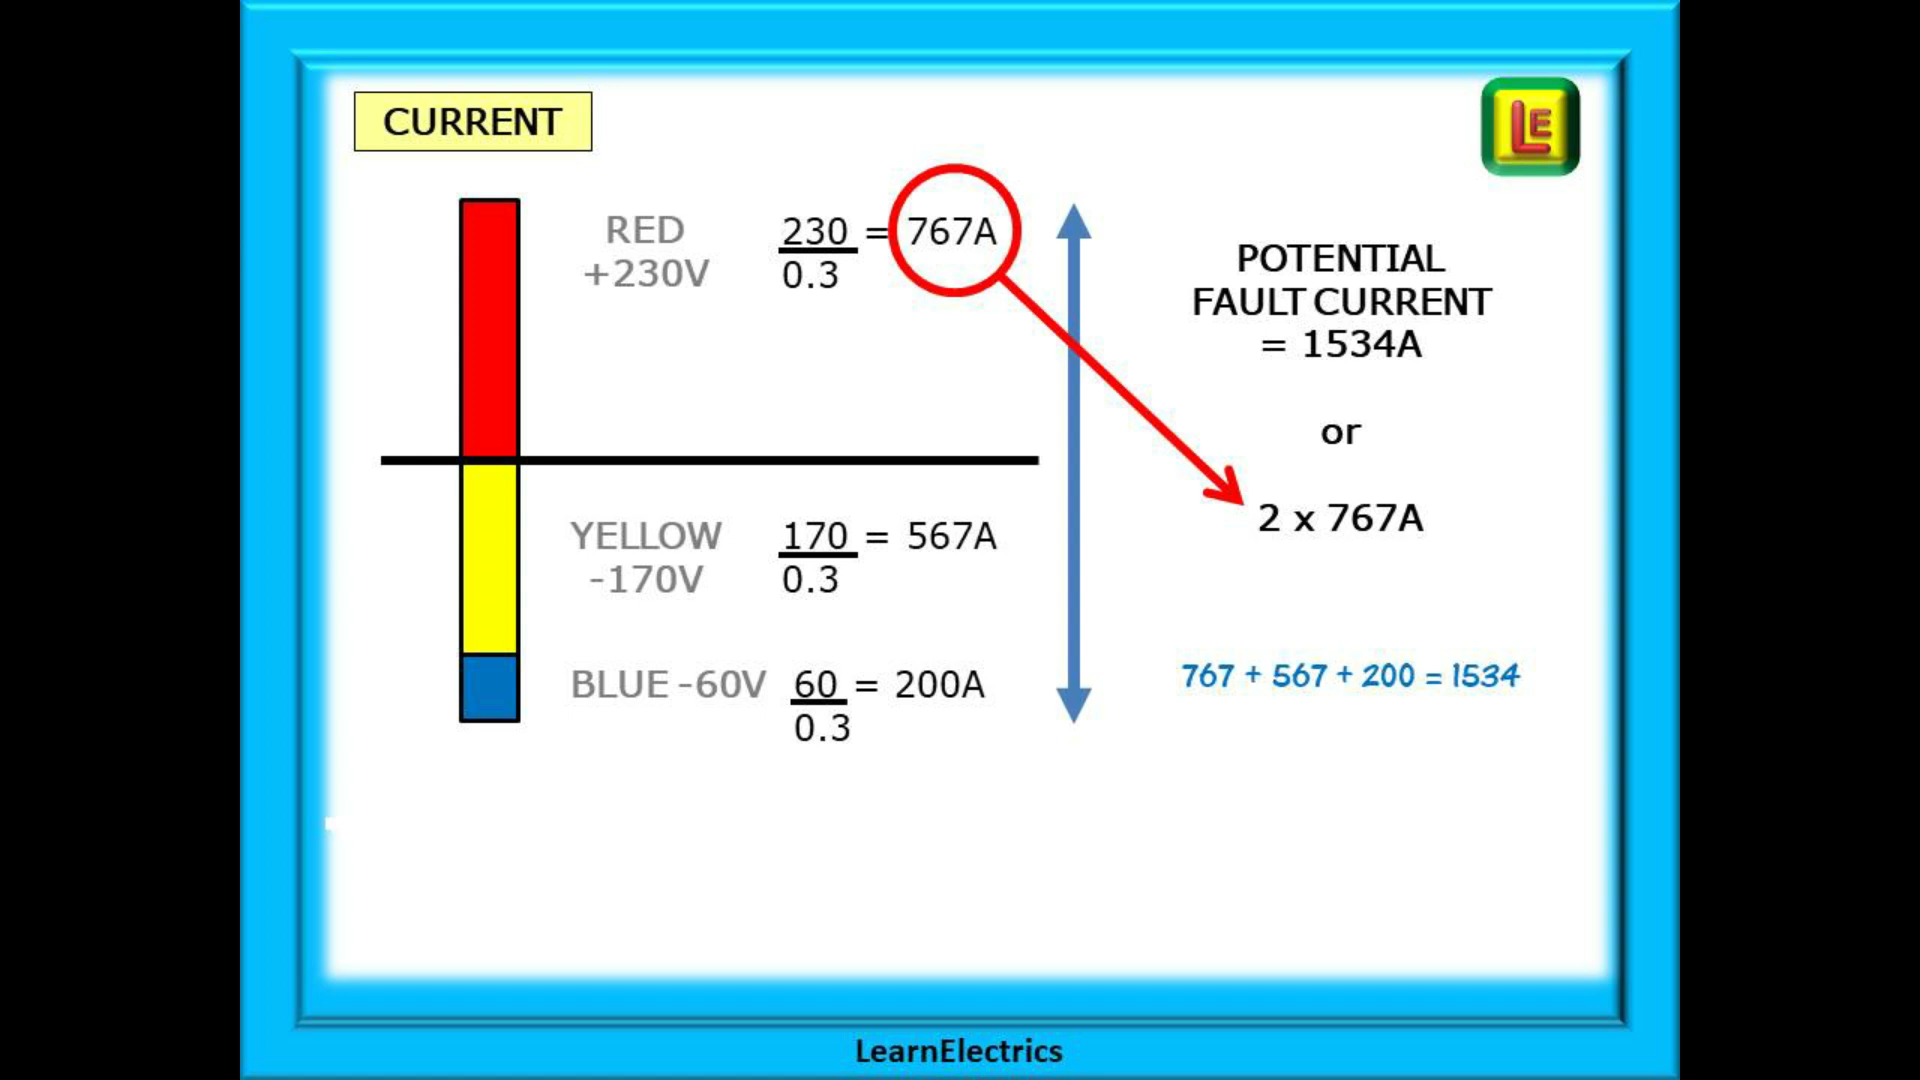 CURRENT
LE
RED
+230V
230 = 767A
0.3
POTENTIAL
FAULT CURRENT
= 1534A
or
2 x 767A
YELLOW
-170V
170 = 567A
0.3
BLUE -60V
60 = 200A
0.3
767 + 567 + 200 = 1534
LearnElectrics